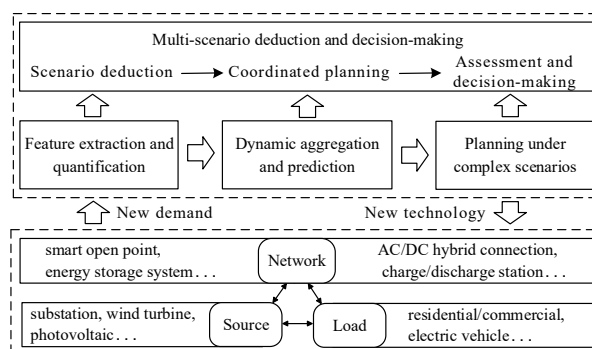 Multi-scenario deduction and decision-making
Scenario deduction
Coordinated planning
Assessment and
decision-making
Feature extraction and
quantification
Dynamic aggregation
and prediction
Planning under
complex scenarios
New demand
New technology
smart open point,
energy storage system...
Network
AC/DC hybrid connection,
charge/discharge station...
substation, wind turbine,
photovoltaic...
Source
Load
residential/commercial,
electric vehicle...